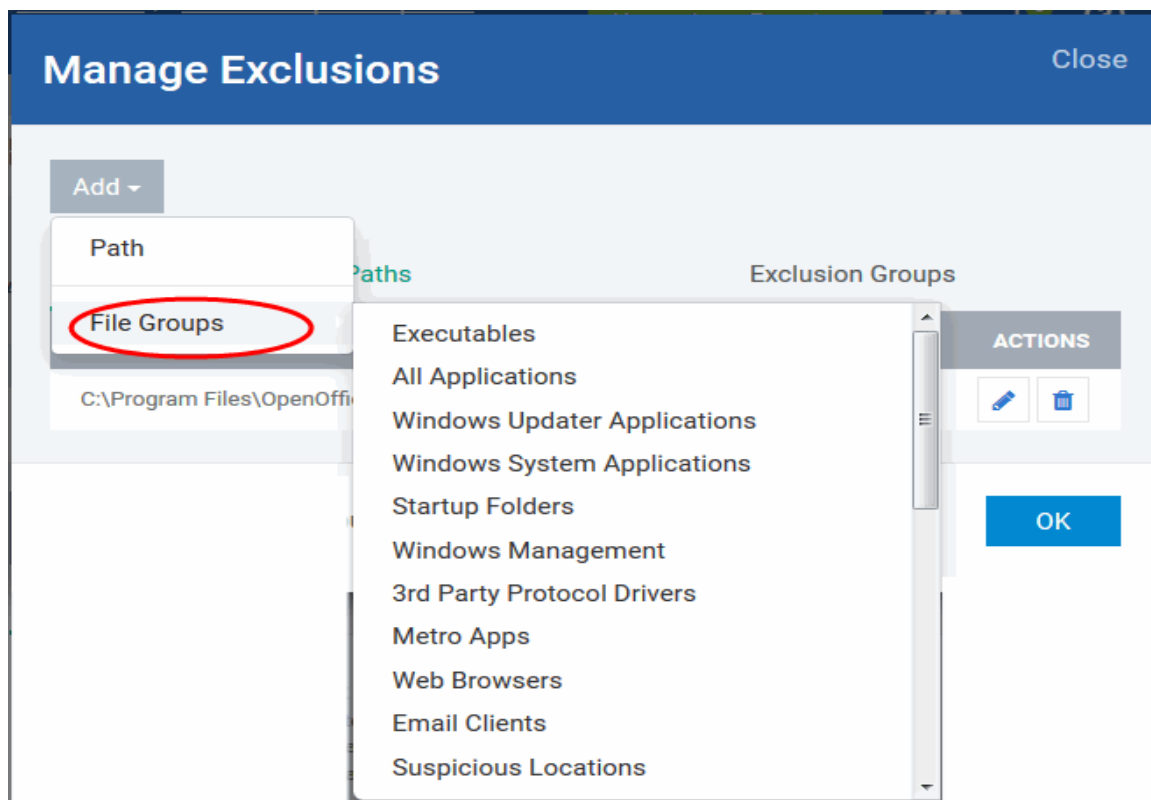 Manage Exclusions
Close
Add
Path
Paths
Exclusion Groups
File Groups
Executables
ACTIONS
All Applications
C:\Program Files\OpenOffi
Windows Updater Applications
Windows System Applications
Startup Folders
OK
Windows Management
3rd Party Protocol Drivers
Metro Apps
Web Browsers
Email Clients
Suspicious Locations